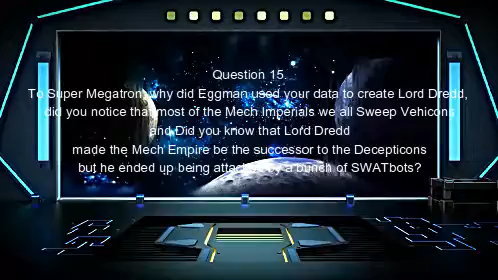 Question 15.
To Super Megatron, why did Eggman used your data to create Lord Dredd,
did you notice that most of the Mech Imperials we all Sweep Vehicons
and Did you know that Lord Dredd
made the Mech Empire be the successor to the Decepticons
but he ended up being attacked by a bunch of SWATbots?